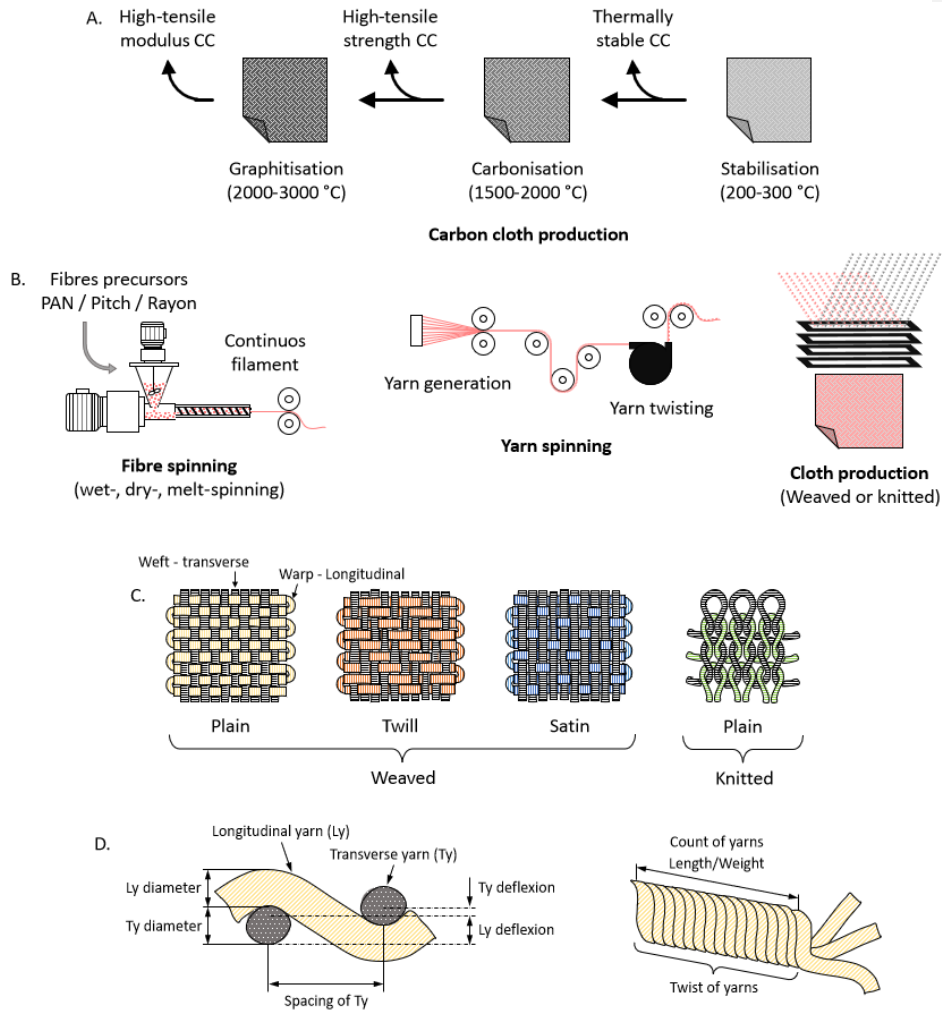 A.
High-tensile
modulus CC
High-tensile
strength CC
Thermally
stable CC
Graphitisation
(2000-3000 °C)
Carbonisation
(1500-2000 °C)
Stabilisation
(200-300 °C)
Carbon cloth production
B.
Fibres precursors
PAN / Pitch / Rayon
Continuos
filament
Fibre spinning
(wet-, dry-, melt-spinning)
Yarn generation
Yarn twisting
Yarn spinning
Cloth production
(Weaved or knitted)
C.
Weft - transverse
Warp - Longitudinal
Plain
Twill
Satin
Plain
Weaved
Knitted
D.
Longitudinal yarn (Ly)
Transverse yarn (Ty)
Ly diameter
Ty diameter
Ty deflexion
Ly deflexion
Spacing of Ty
Count of yarns
Length/Weight
Twist of yarns